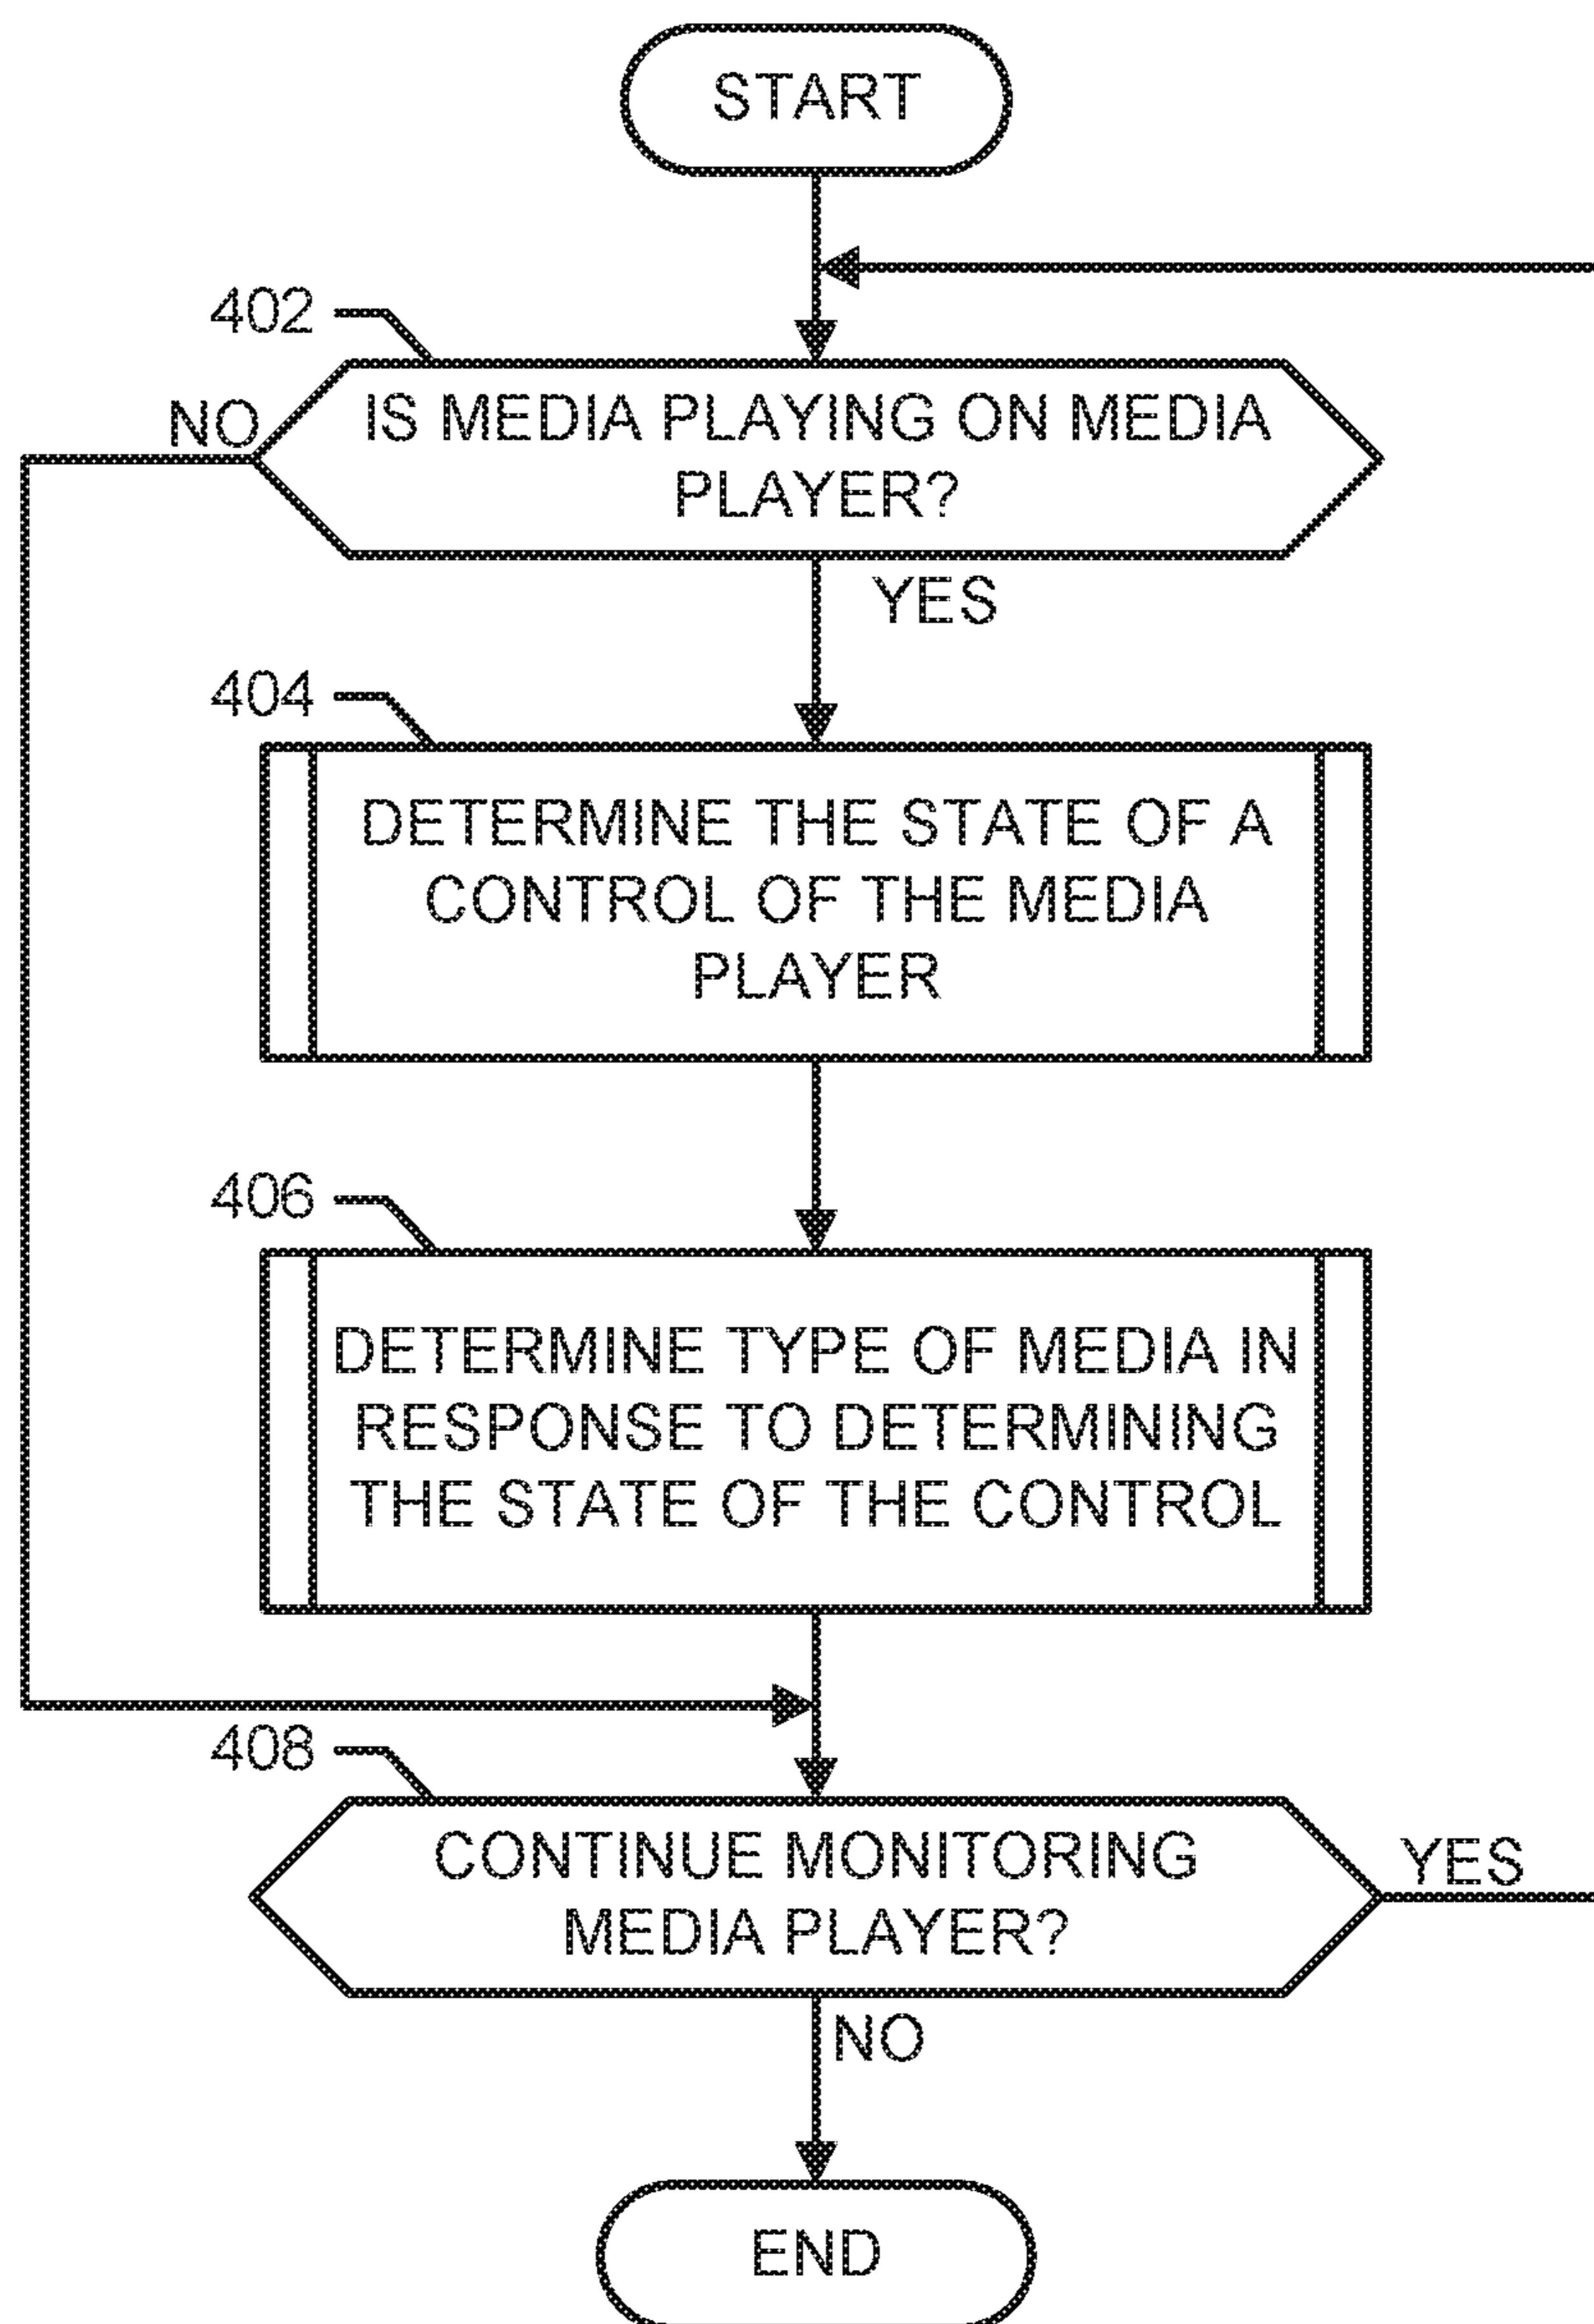 START
402
NO
IS MEDIA PLAYING ON MEDIA
PLAYER?
YES
404
DETERMINE THE STATE OF A
CONTROL OF THE MEDIA
PLAYER
406
DETERMINE TYPE OF MEDIA IN
RESPONSE TO DETERMINING
THE STATE OF THE CONTROL
408
CONTINUE MONITORING
MEDIA PLAYER?
YES
NO
END